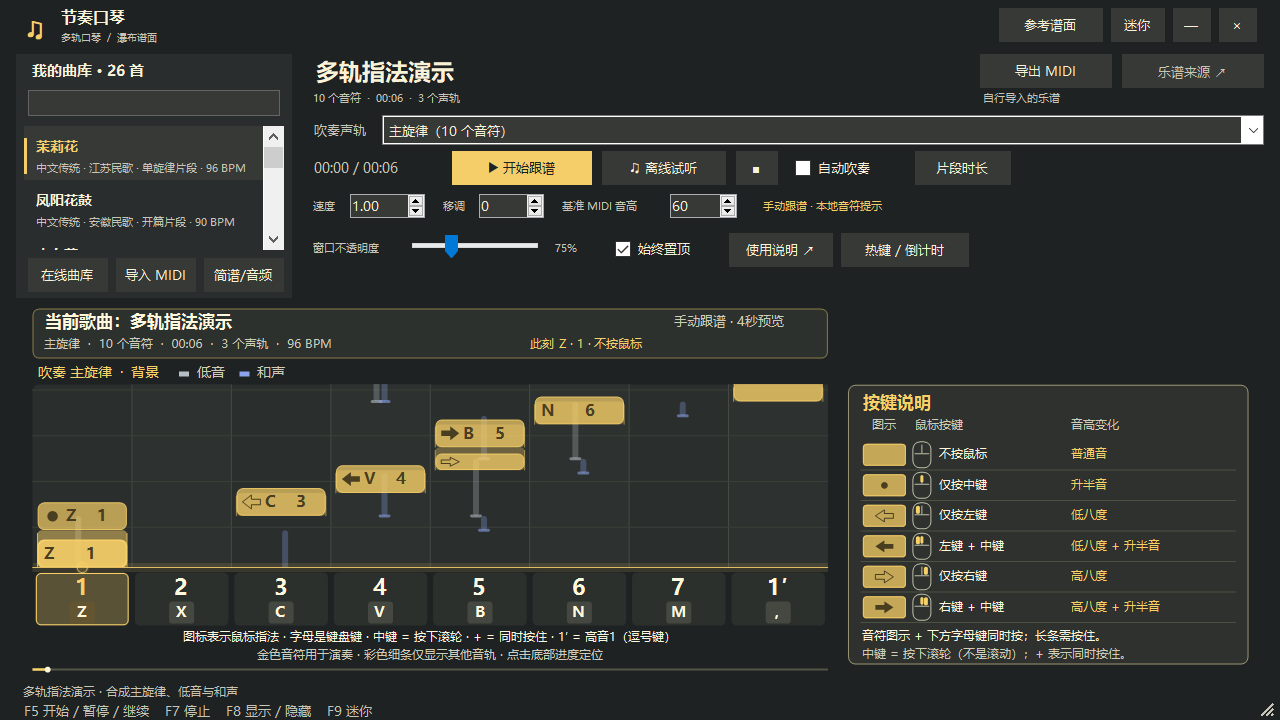 节奏口琴
多轨口琴 / 瀑布谱面
参考谱面 迷你 — ×
我的曲库 • 26 首
茉莉花
中文传统 · 江苏民歌 · 单旋律片段 · 96 BPM
凤阳花鼓
中文传统 · 安徽民歌 · 开篇片段 · 90 BPM
在线曲库 导入 MIDI 简谱/音频
多轨指法演示
10 个音符 · 00:06 · 3 个声轨
导出 MIDI 乐谱来源 ↗
自行导入的乐谱
吹奏声轨 主旋律（10 个音符）
00:00 / 00:06 ▶ 开始跟谱 ♫ 离线试听 ■ 自动吹奏 片段时长
速度 1.00 移调 0 基准 MIDI 音高 60 手动跟谱 · 本地音符提示
窗口不透明度 75% 始终置顶 使用说明 ↗ 热键 / 倒计时
当前歌曲：多轨指法演示 手动跟谱 · 4秒预览
主旋律 · 10 个音符 · 00:06 · 3 个声轨 · 96 BPM 此刻 Z · 1 · 不按鼠标
吹奏 主旋律 · 背景 低音 和声
N 6
➡ B 5
⇨
⬅ V 4
⇦ C 3
● Z 1
Z 1
1 2 3 4 5 6 7 1′
Z X C V B N M ,
图标表示鼠标指法 · 字母是键盘键 · 中键 = 按下滚轮 · + = 同时按住 · 1′ = 高音1（逗号键）
金色音符用于演奏 · 彩色细条仅显示其他音轨 · 点击底部进度定位
按键说明
图示 鼠标按键 音高变化
不按鼠标 普通音
● 仅按中键 升半音
⇦ 仅按左键 低八度
⬅ 左键 + 中键 低八度 + 升半音
⇨ 仅按右键 高八度
➡ 右键 + 中键 高八度 + 升半音
音符图示 + 下方字母键同时按；长条需按住。
中键 = 按下滚轮（不是滚动）；+ 表示同时按住。
多轨指法演示 · 合成主旋律、低音与和声
F5 开始 / 暂停 / 继续 F7 停止 F8 显示 / 隐藏 F9 迷你